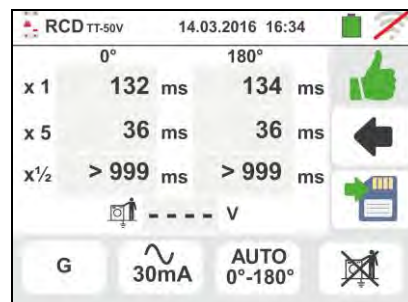 RCD TT-50V 14.03.2016 16:34
0° 180°
x 1 132 ms 134 ms
x 5 36 ms 36 ms
x½ > 999 ms > 999 ms
- - - - V
G 30mA AUTO 0°-180°